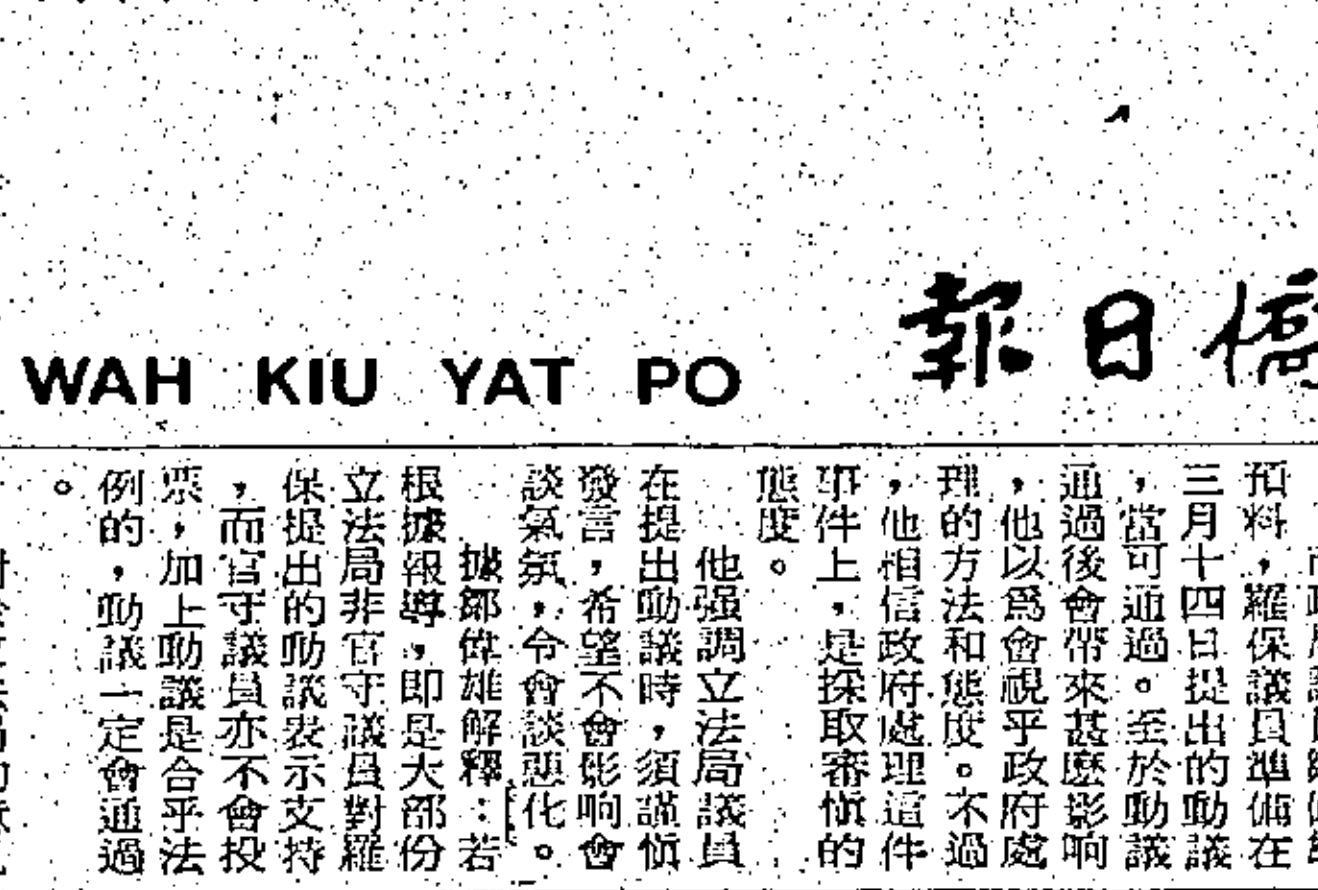 僑日報
WAH KIU YAT PO
預料，羅保議員準備在
三月十四日提出的動議
，當可通過。至於動議
通過後會帶來甚麽影响
，他以爲會視乎政府處
理的方法和態度。不過
，他相信政府處理這件
事件上，是採取審慎的
態度。
他强調立法局議員
在提出動議時，須謹慎
發言，希望不會影响會
談氣氛，令會談惡化。
據鄒偉雄解釋：若
根據報導，即是大部份
立法局非官守議員對羅
保提出的動議表示支持
，而官守議員亦不會投
票，加上動議是合乎法
例的，動議一定會通過
。